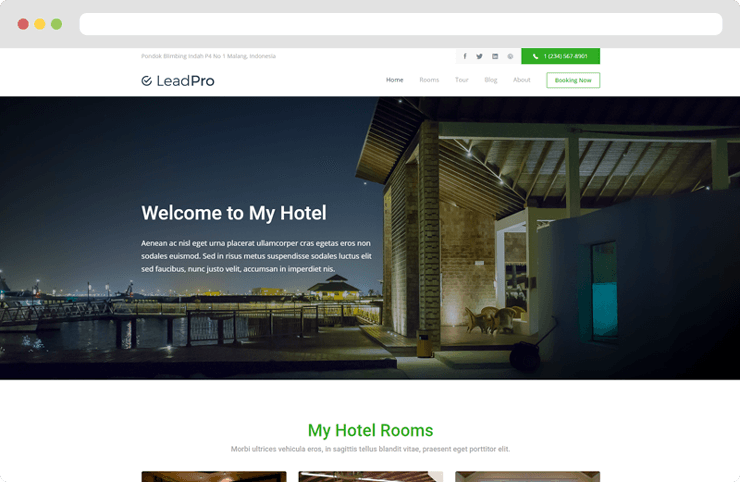 Pondok Blimbing Indah P4 No 1 Malang, Indonesia
1 (234) 567-8901
LeadPro
Home Rooms Tour Blog About Booking Now
Welcome to My Hotel
Aenean ac nisl eget urna placerat ullamcorper cras egetas eros non
sodales euismod. Sed in risus metus suspendisse sodales luctus elit
sed faucibus, nunc justo velit, accumsan in imperdiet nis.
My Hotel Rooms
Morbi ultrices vehicula eros, in sagittis tellus blandit vitae, praesent eget porttitor elit.